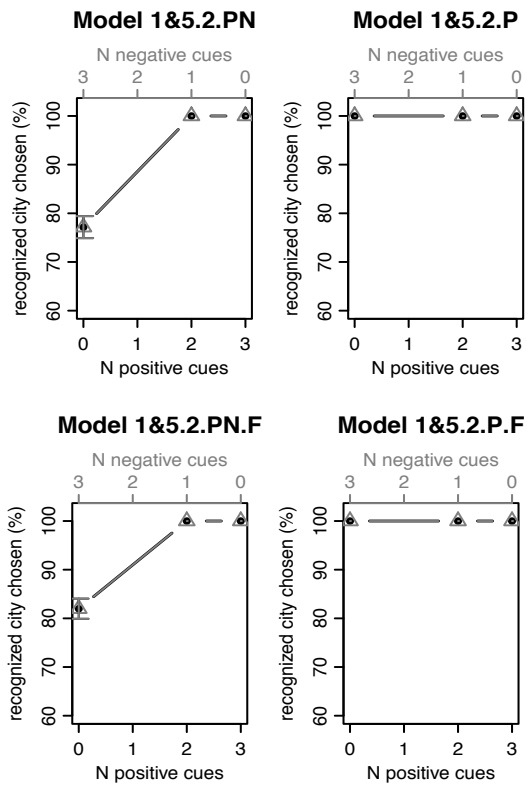 Model 1&5.2.PN
N negative cues
3 2 1 0
recognized city chosen (%)
100
90
80
70
60
0 1 2 3
N positive cues
Model 1&5.2.P
N negative cues
3 2 1 0
recognized city chosen (%)
100
90
80
70
60
0 1 2 3
N positive cues
Model 1&5.2.PN.F
N negative cues
3 2 1 0
recognized city chosen (%)
100
90
80
70
60
0 1 2 3
N positive cues
Model 1&5.2.P.F
N negative cues
3 2 1 0
recognized city chosen (%)
100
90
80
70
60
0 1 2 3
N positive cues